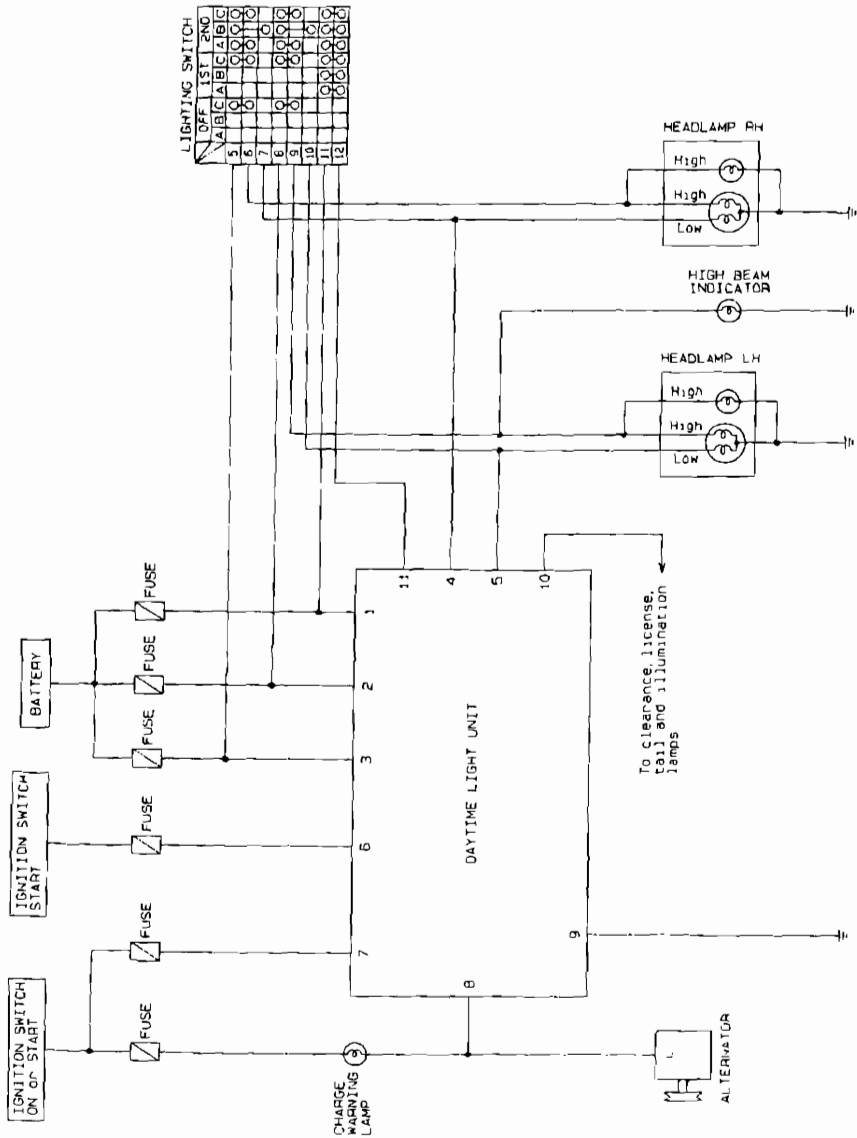 LIGHTING SWITCH
OFF 1ST 2ND
A B C A B C A B C
5
6
7
8
9
10
11
12
BATTERY
IGNITION SWITCH
START
IGNITION SWITCH
ON or START
FUSE
FUSE
FUSE
FUSE
FUSE
FUSE
HEADLAMP RH
High
High
Low
HIGH BEAM
INDICATOR
HEADLAMP LH
High
High
Low
11
4
5
10
1
2
3
6
7
8
9
DAYTIME LIGHT UNIT
To clearance, license,
tail and illumination
lamps
CHARGE
WARNING
LAMP
L
ALTERNATOR